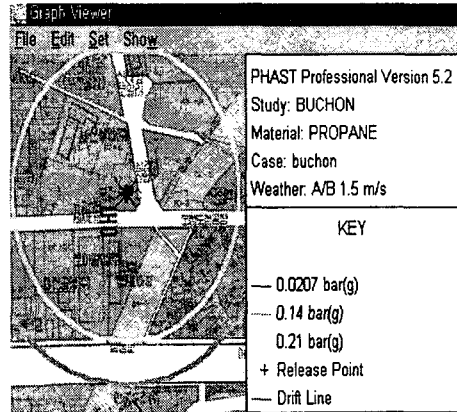 Graph Viewer
File Edit Set Show
PHAST Professional Version 5.2
Study: BUCHON
Material: PROPANE
Case: buchon
Weather: A/B 1.5 m/s
KEY
0.0207 bar(g)
0.14 bar(g)
0.21 bar(g)
+ Release Point
Drift Line